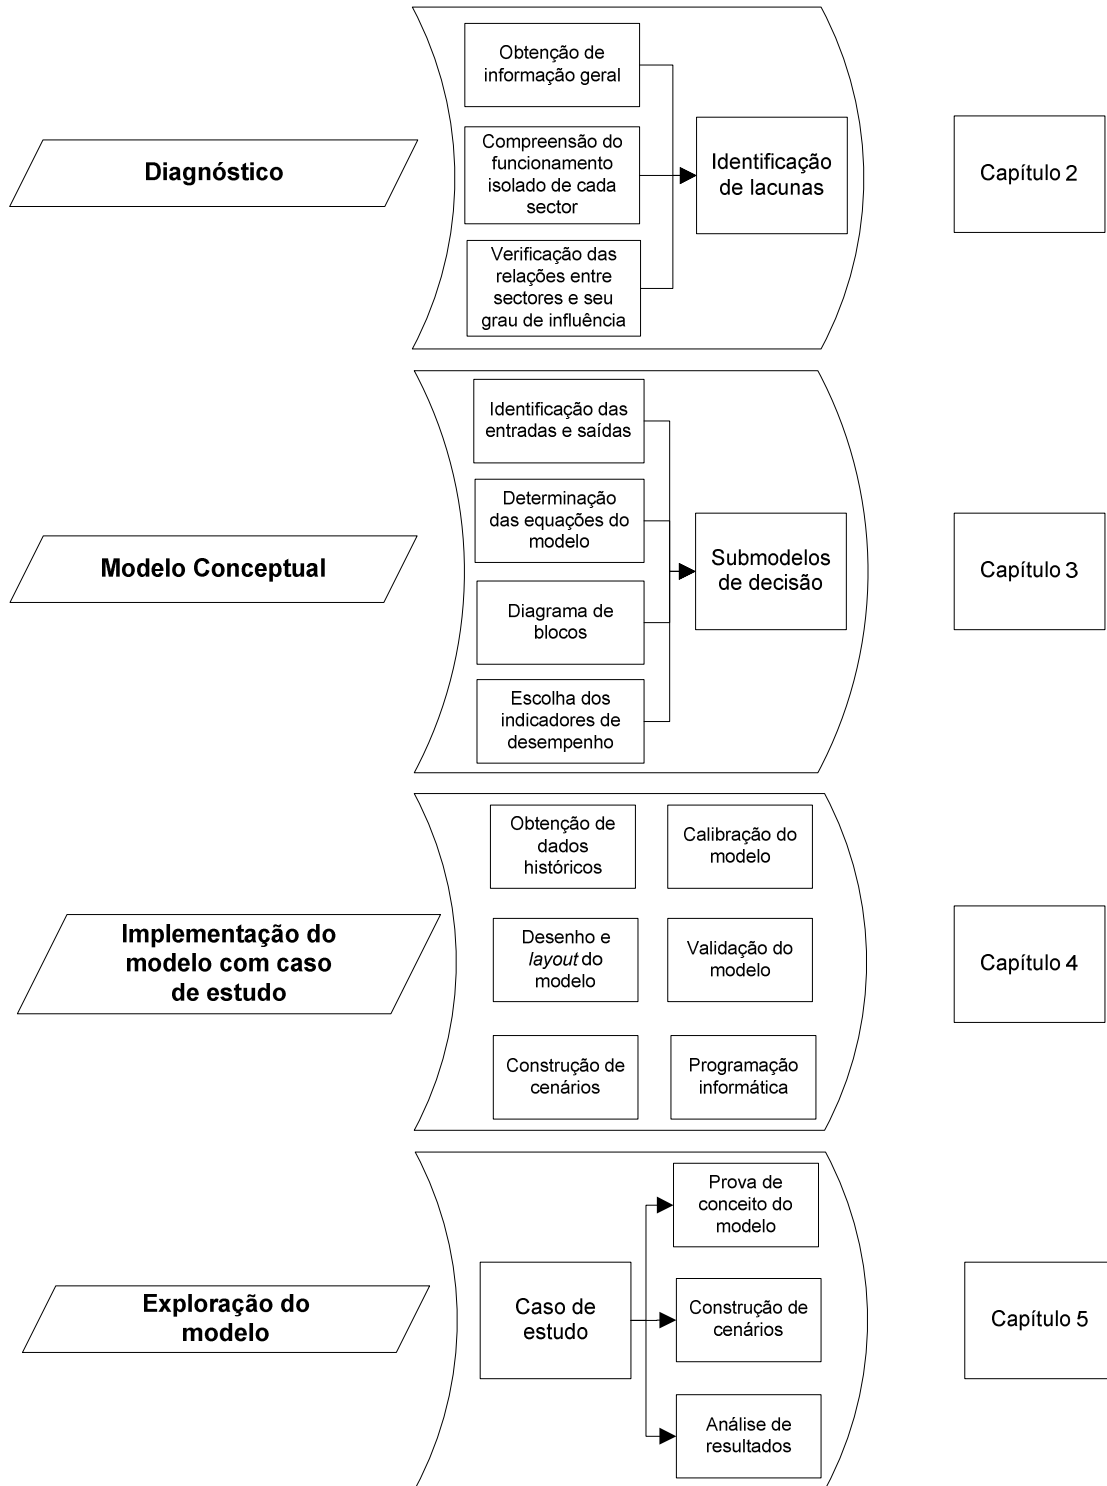 Diagnóstico
Obtenção de
informação geral
Compreensão do
funcionamento
isolado de cada
sector
Verificação das
relações entre
sectores e seu
grau de influência
Identificação
de lacunas
Capítulo 2
Modelo Conceptual
Identificação das
entradas e saídas
Determinação
das equações do
modelo
Diagrama de
blocos
Escolha dos
indicadores de
desempenho
Submodelos
de decisão
Capítulo 3
Implementação do
modelo com caso
de estudo
Obtenção de
dados
históricos
Calibração do
modelo
Desenho e
layout do
modelo
Validação do
modelo
Construção de
cenários
Programação
informática
Capítulo 4
Exploração do
modelo
Caso de
estudo
Prova de
conceito do
modelo
Construção de
cenários
Análise de
resultados
Capítulo 5